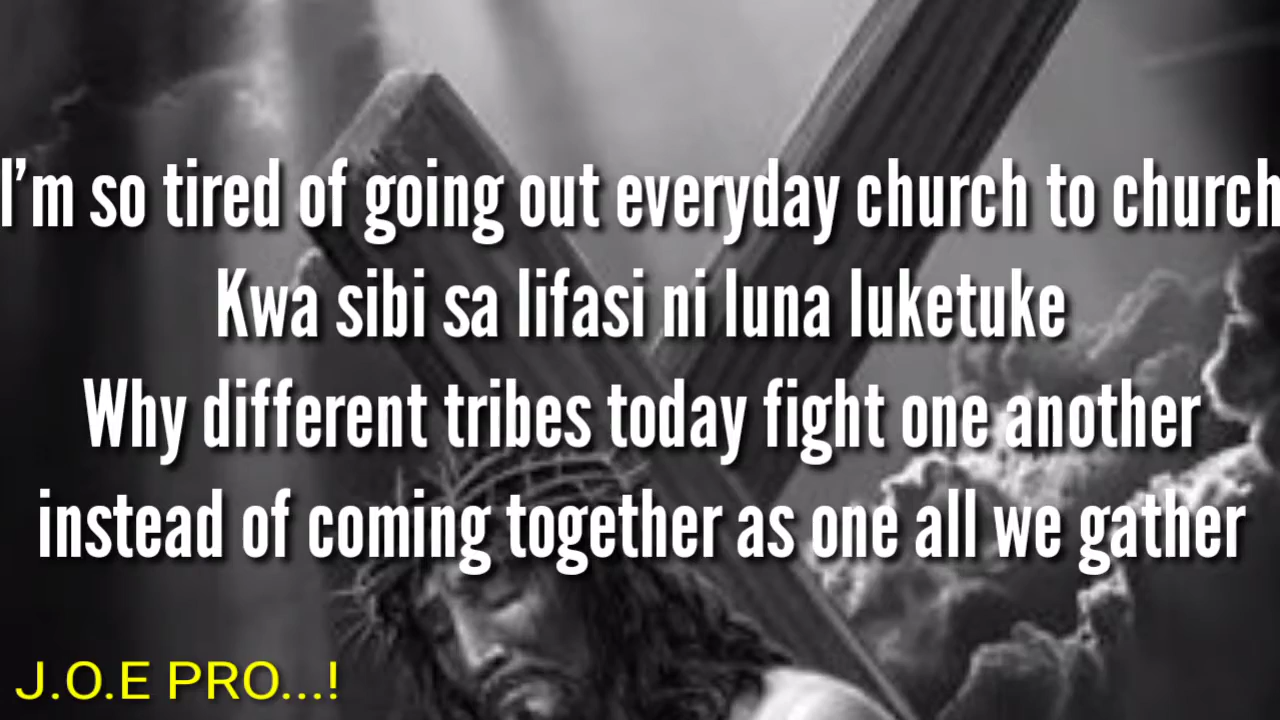 I'm so tired of going out everyday church to church
Kwa sibi sa lifasi ni luna luketuke
Why different tribes today fight one another
instead of coming together as one all we gather
J.O.E PRO...!